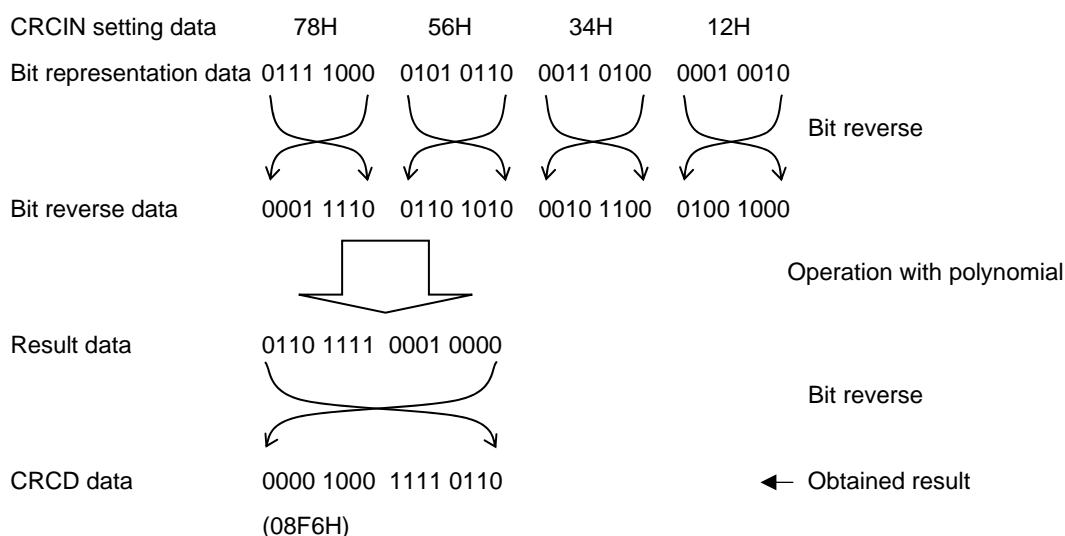 CRCIN setting data 78H 56H 34H 12H
Bit representation data 0111 1000 0101 0110 0011 0100 0001 0010
Bit reverse
Bit reverse data 0001 1110 0110 1010 0010 1100 0100 1000
Operation with polynomial
Result data 0110 1111 0001 0000
Bit reverse
CRCD data 0000 1000 1111 0110 Obtained result
(08F6H)